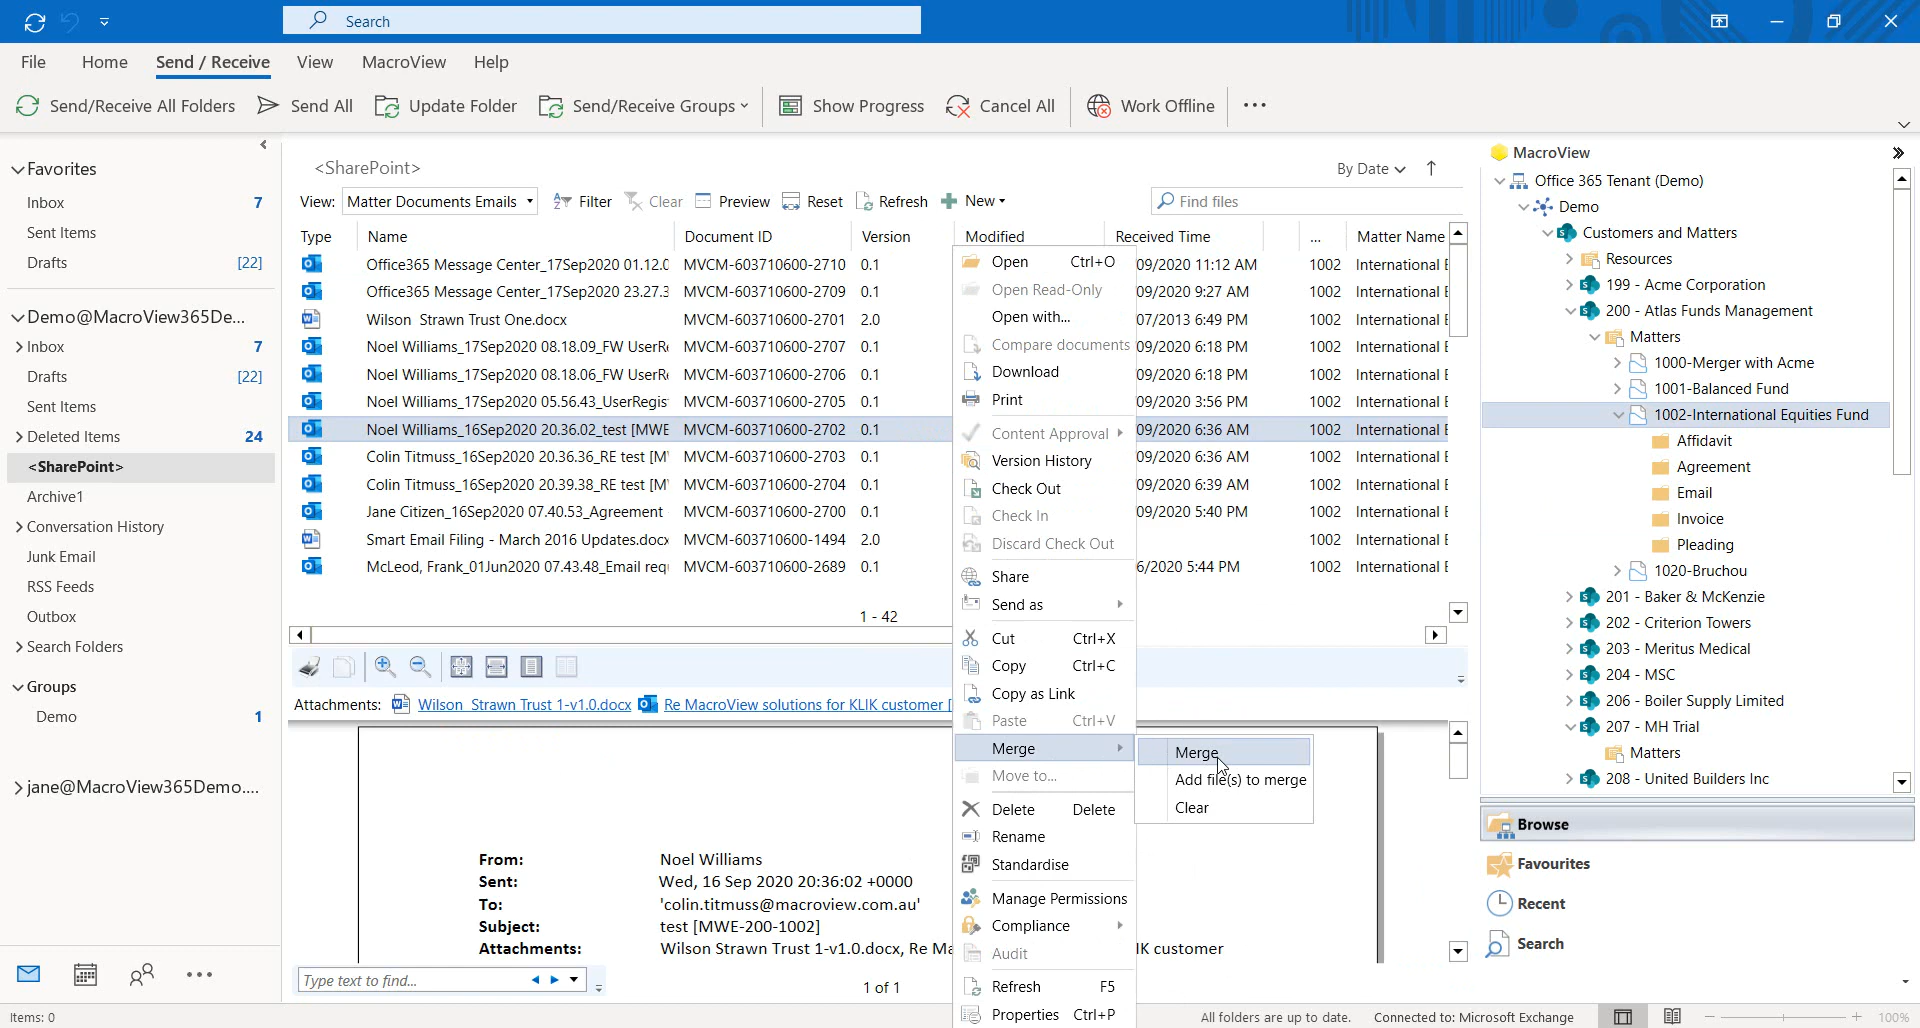 Search
File Home Send / Receive View MacroView Help
Send/Receive All Folders Send All Update Folder Send/Receive Groups Show Progress Cancel All Work Offline
Favorites
Inbox 7
Sent Items
Drafts [22]
Demo@MacroView365De...
Inbox 7
Drafts [22]
Sent Items
Deleted Items 24
<SharePoint>
Archive1
Conversation History
Junk Email
RSS Feeds
Outbox
Search Folders
Groups
Demo 1
jane@MacroView365Demo....
Items: 0
<SharePoint> By Date
View: Matter Documents Emails Filter Clear Preview Reset Refresh New Find files
Type Name Document ID Version Modified Received Time ... Matter Name
Office365 Message Center_17Sep2020 01.12.0 MVCM-603710600-2710 0.1 09/2020 11:12 AM 1002 International E
Office365 Message Center_17Sep2020 23.27.3 MVCM-603710600-2709 0.1 09/2020 9:27 AM 1002 International E
Wilson Strawn Trust One.docx MVCM-603710600-2701 2.0 07/2013 6:49 PM 1002 International E
Noel Williams_17Sep2020 08.18.09_FW UserRe MVCM-603710600-2707 0.1 09/2020 6:18 PM 1002 International E
Noel Williams_17Sep2020 08.18.06_FW UserRe MVCM-603710600-2706 0.1 09/2020 6:18 PM 1002 International E
Noel Williams_17Sep2020 05.56.43_UserRegis MVCM-603710600-2705 0.1 09/2020 3:56 PM 1002 International E
Noel Williams_16Sep2020 20.36.02_test [MWE MVCM-603710600-2702 0.1 09/2020 6:36 AM 1002 International E
Colin Titmuss_16Sep2020 20.36.36_RE test [M MVCM-603710600-2703 0.1 09/2020 6:36 AM 1002 International E
Colin Titmuss_16Sep2020 20.39.38_RE test [M MVCM-603710600-2704 0.1 09/2020 6:39 AM 1002 International E
Jane Citizen_16Sep2020 07.40.53_Agreement MVCM-603710600-2700 0.1 09/2020 5:40 PM 1002 International E
Smart Email Filing - March 2016 Updates.docx MVCM-603710600-1494 2.0 1002 International E
McLeod, Frank_01Jun2020 07.43.48_Email req MVCM-603710600-2689 0.1 6/2020 5:44 PM 1002 International E
1 - 42
Attachments: Wilson Strawn Trust 1-v1.0.docx Re MacroView solutions for KLIK customer [
From: Noel Williams
Sent: Wed, 16 Sep 2020 20:36:02 +0000
To: 'colin.titmuss@macroview.com.au'
Subject: test [MWE-200-1002]
Attachments: Wilson Strawn Trust 1-v1.0.docx, Re Ma IK customer
Type text to find...
1 of 1
Open Ctrl+O
Open Read-Only
Open with...
Compare documents
Download
Print
Content Approval
Version History
Check Out
Check In
Discard Check Out
Share
Send as
Cut Ctrl+X
Copy Ctrl+C
Copy as Link
Paste Ctrl+V
Merge
Move to...
Delete Delete
Rename
Standardise
Manage Permissions
Compliance
Audit
Refresh F5
Properties Ctrl+P
Merge
Add file(s) to merge
Clear
MacroView
Office 365 Tenant (Demo)
Demo
Customers and Matters
Resources
199 - Acme Corporation
200 - Atlas Funds Management
Matters
1000-Merger with Acme
1001-Balanced Fund
1002-International Equities Fund
Affidavit
Agreement
Email
Invoice
Pleading
1020-Bruchou
201 - Baker & McKenzie
202 - Criterion Towers
203 - Meritus Medical
204 - MSC
206 - Boiler Supply Limited
207 - MH Trial
Matters
208 - United Builders Inc
Browse
Favourites
Recent
Search
All folders are up to date. Connected to: Microsoft Exchange 100%